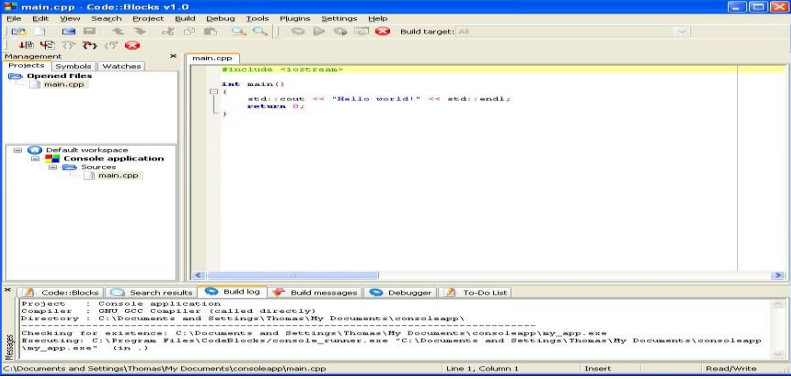 main.cpp - Code::Blocks v1.0
File Edit View Search Project Build Debug Tools Plugins Settings Help
Build target: All
Management
Projects Symbols Watches
Opened Files
main.cpp
Default workspace
Console application
Sources
main.cpp
main.cpp
#include <iostream>
int main()
{
std::cout << "Hello world!" << std::endl;
return 0;
}
Code::Blocks Search results Build log Build messages Debugger To-Do List
Messages
Project : Console application
Compiler : GNU GCC Compiler (called directly)
Directory : C:\Documents and Settings\Thomas\My Documents\consoleapp\
--------------------------------------------------------------------------------
Checking for existence: C:\Documents and Settings\Thomas\My Documents\consoleapp\my_app.exe
Executing: C:\Program Files\CodeBlocks/console_runner.exe "C:\Documents and Settings\Thomas\My Documents\consoleapp
\my_app.exe" (in .)
C:\Documents and Settings\Thomas\My Documents\consoleapp\main.cpp Line 1, Column 1 Insert Read/Write